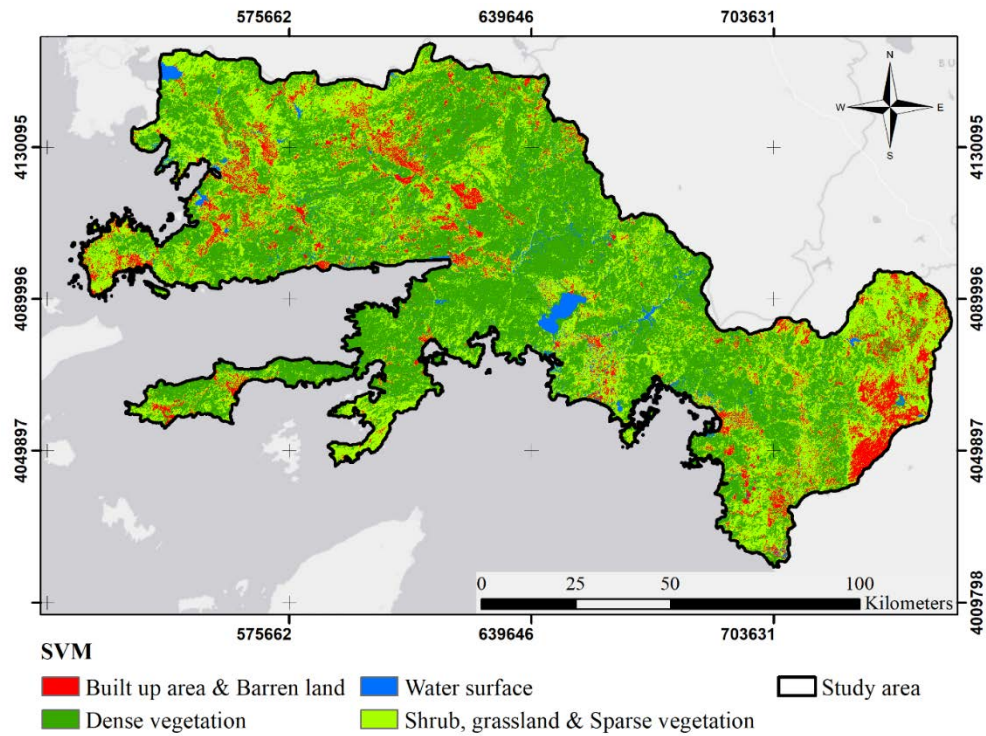 575662 639646 703631
N
W E
S
4130095 4130095
4089996 4089996
4049897 4049897
4009798
0 25 50 100
Kilometers
575662 639646 703631
SVM
Built up area & Barren land Water surface Study area
Dense vegetation Shrub, grassland & Sparse vegetation